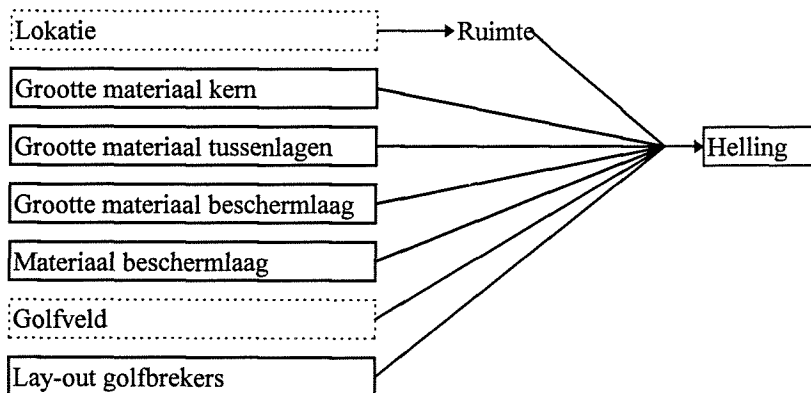 Lokatie
Ruimte
Grootte materiaal kern
Grootte materiaal tussenlagen
Helling
Grootte materiaal beschermlaag
Materiaal beschermlaag
Golfveld
Lay-out golfbrekers